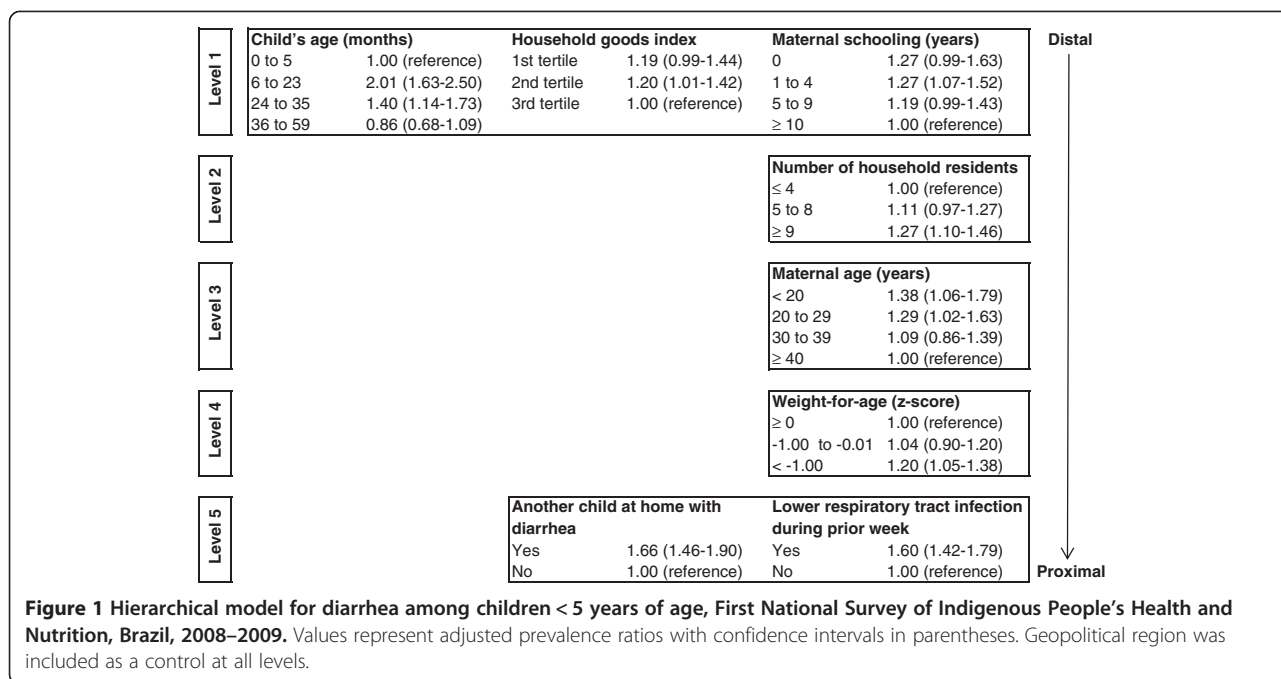 Level 1
Child's age (months) Household goods index Maternal schooling (years) Distal
0 to 5 1.00 (reference) 1st tertile 1.19 (0.99-1.44) 0 1.27 (0.99-1.63)
6 to 23 2.01 (1.63-2.50) 2nd tertile 1.20 (1.01-1.42) 1 to 4 1.27 (1.07-1.52)
24 to 35 1.40 (1.14-1.73) 3rd tertile 1.00 (reference) 5 to 9 1.19 (0.99-1.43)
36 to 59 0.86 (0.68-1.09) ≥ 10 1.00 (reference)
Level 2
Number of household residents
≤ 4 1.00 (reference)
5 to 8 1.11 (0.97-1.27)
≥ 9 1.27 (1.10-1.46)
Level 3
Maternal age (years)
< 20 1.38 (1.06-1.79)
20 to 29 1.29 (1.02-1.63)
30 to 39 1.09 (0.86-1.39)
≥ 40 1.00 (reference)
Level 4
Weight-for-age (z-score)
≥ 0 1.00 (reference)
-1.00 to -0.01 1.04 (0.90-1.20)
< -1.00 1.20 (1.05-1.38)
Level 5
Another child at home with Lower respiratory tract infection
diarrhea during prior week
Yes 1.66 (1.46-1.90) Yes 1.60 (1.42-1.79)
No 1.00 (reference) No 1.00 (reference) Proximal
Figure 1 Hierarchical model for diarrhea among children < 5 years of age, First National Survey of Indigenous People's Health and
Nutrition, Brazil, 2008–2009. Values represent adjusted prevalence ratios with confidence intervals in parentheses. Geopolitical region was
included as a control at all levels.